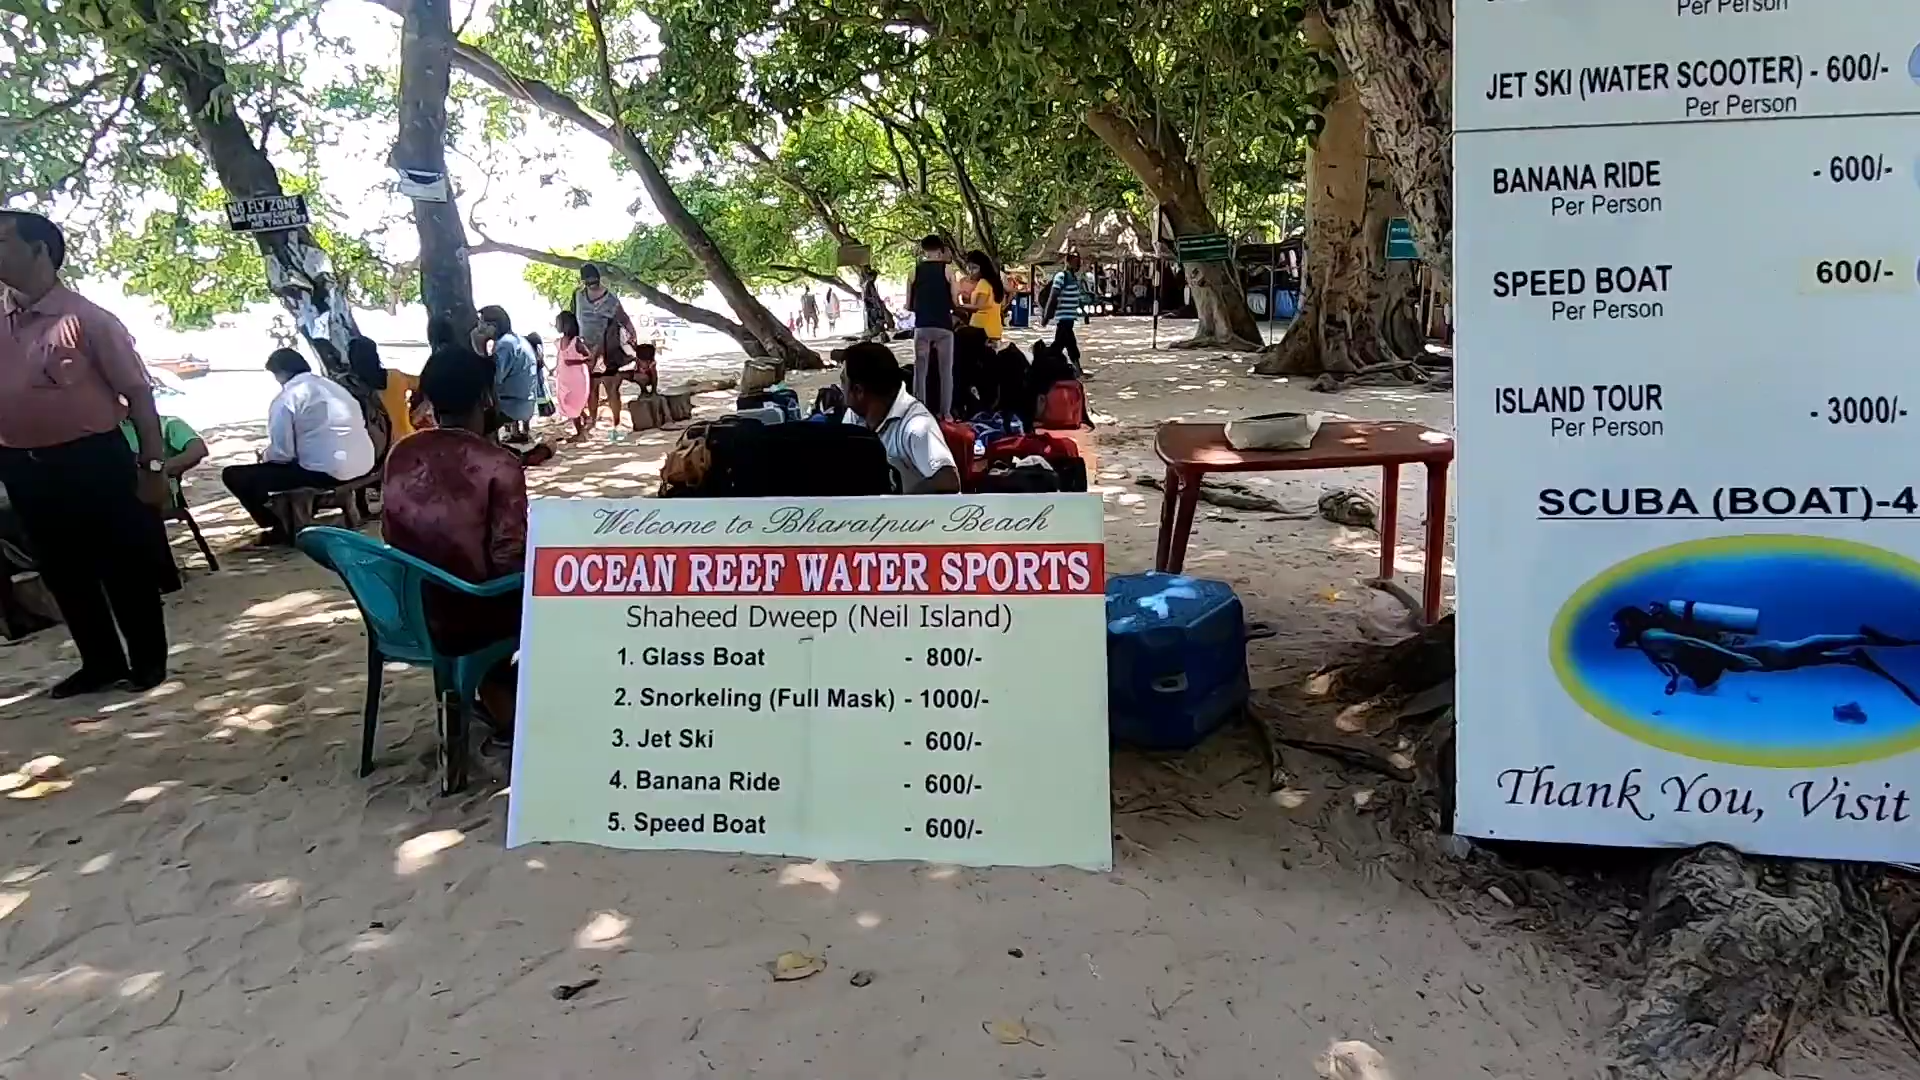 NO FLY ZONE
Welcome to Bharatpur Beach
OCEAN REEF WATER SPORTS
Shaheed Dweep (Neil Island)
1. Glass Boat - 800/-
2. Snorkeling (Full Mask) - 1000/-
3. Jet Ski - 600/-
4. Banana Ride - 600/-
5. Speed Boat - 600/-
Per Person
JET SKI (WATER SCOOTER) - 600/-
Per Person
BANANA RIDE - 600/-
Per Person
SPEED BOAT 600/-
Per Person
ISLAND TOUR - 3000/-
Per Person
SCUBA (BOAT)-4
Thank You, Visit